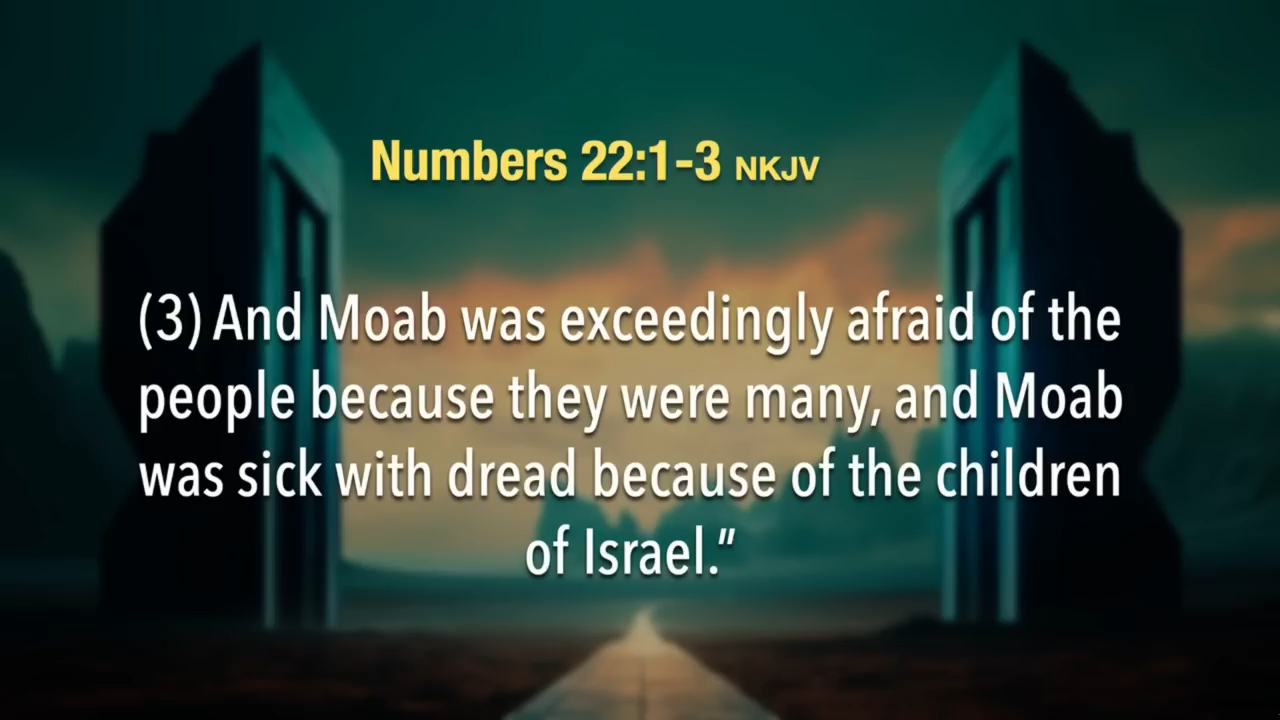 Numbers 22:1-3 NKJV
(3) And Moab was exceedingly afraid of the
people because they were many, and Moab
was sick with dread because of the children
of Israel.”